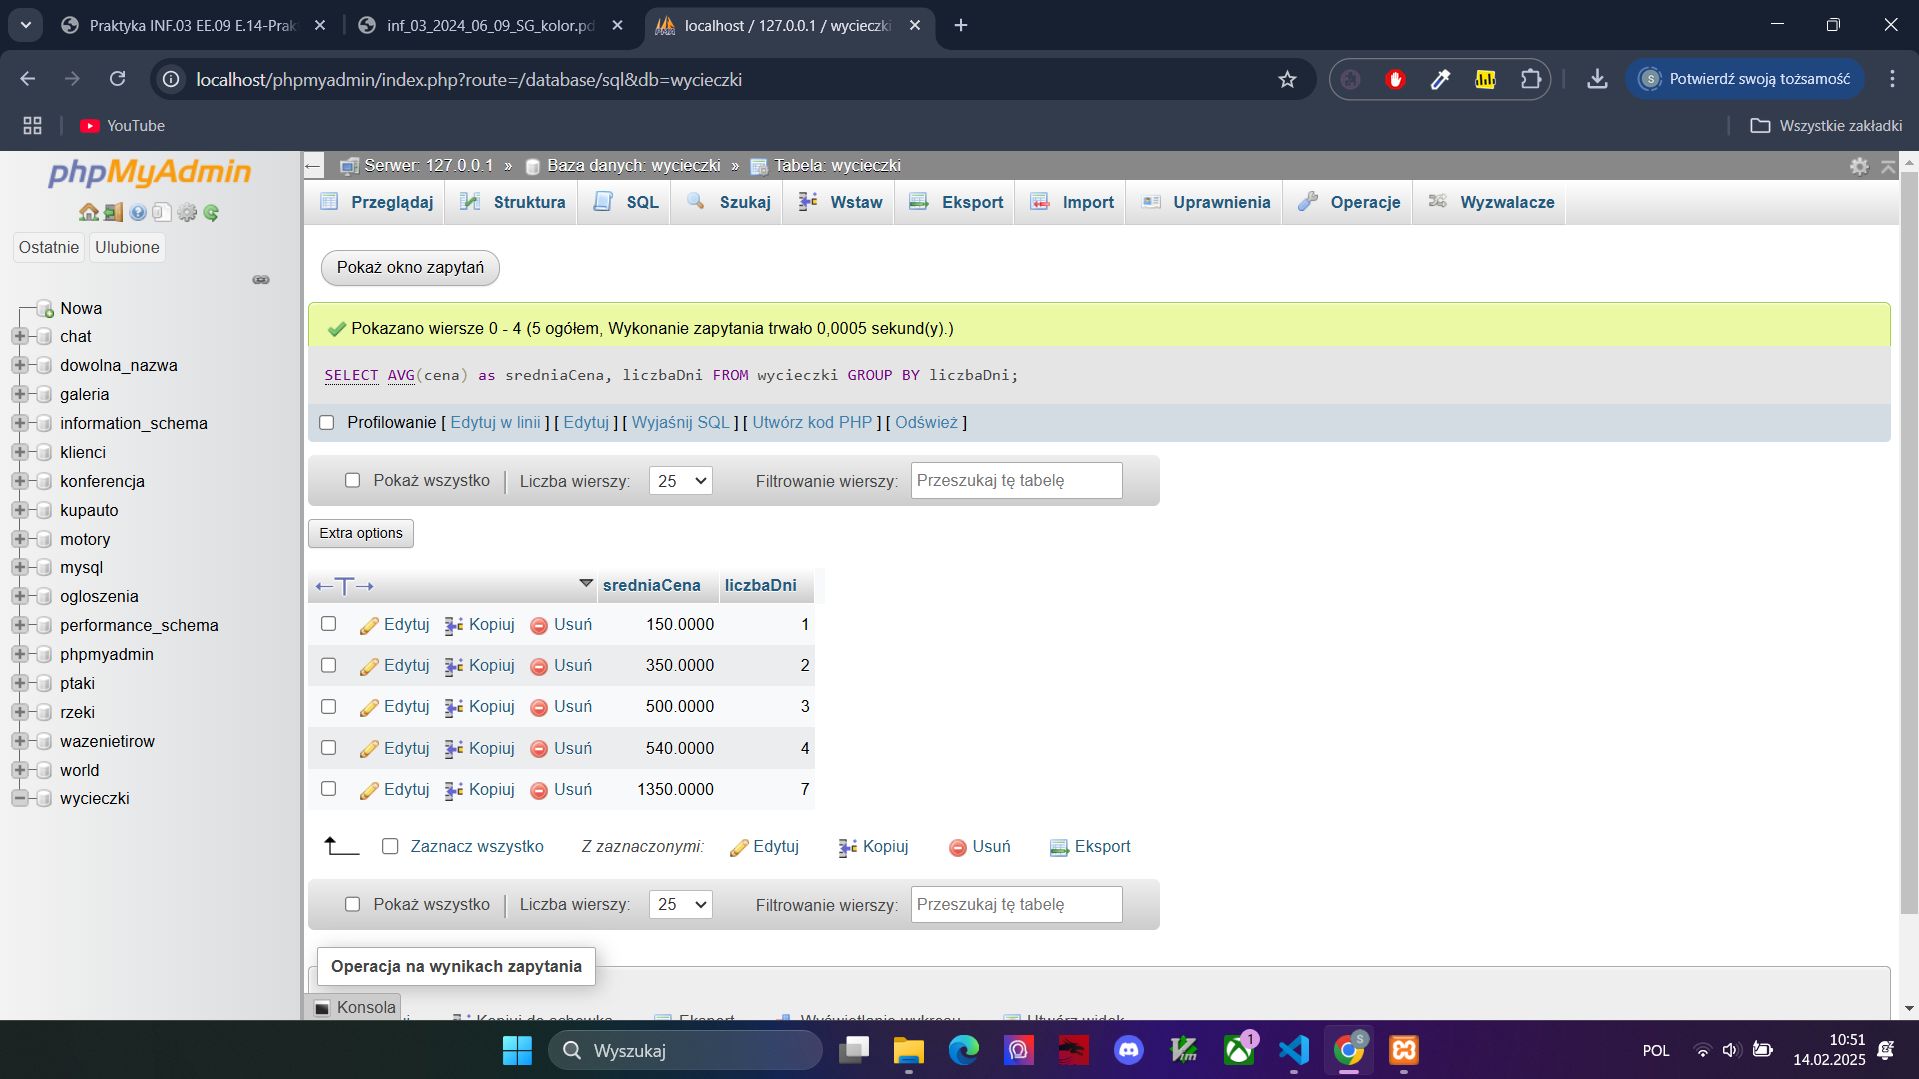 Praktyka INF.03 EE.09 E.14-Prak
inf_03_2024_06_09_SG_kolor.pd
localhost / 127.0.0.1 / wycieczki
localhost/phpmyadmin/index.php?route=/database/sql&db=wycieczki
S Potwierdź swoją tożsamość
YouTube
Wszystkie zakładki
phpMyAdmin
Ostatnie Ulubione
Nowa
chat
dowolna_nazwa
galeria
information_schema
klienci
konferencja
kupauto
motory
mysql
ogloszenia
performance_schema
phpmyadmin
ptaki
rzeki
wazenietirow
world
wycieczki
Serwer: 127.0.0.1 » Baza danych: wycieczki » Tabela: wycieczki
Przeglądaj Struktura SQL Szukaj Wstaw Eksport Import Uprawnienia Operacje Wyzwalacze
Pokaż okno zapytań
Pokazano wiersze 0 - 4 (5 ogółem, Wykonanie zapytania trwało 0,0005 sekund(y).)
SELECT AVG(cena) as sredniaCena, liczbaDni FROM wycieczki GROUP BY liczbaDni;
Profilowanie [ Edytuj w linii ] [ Edytuj ] [ Wyjaśnij SQL ] [ Utwórz kod PHP ] [ Odśwież ]
Pokaż wszystko | Liczba wierszy: 25 Filtrowanie wierszy: Przeszukaj tę tabelę
Extra options
←T→ sredniaCena liczbaDni
Edytuj Kopiuj Usuń 150.0000 1
Edytuj Kopiuj Usuń 350.0000 2
Edytuj Kopiuj Usuń 500.0000 3
Edytuj Kopiuj Usuń 540.0000 4
Edytuj Kopiuj Usuń 1350.0000 7
Zaznacz wszystko Z zaznaczonymi: Edytuj Kopiuj Usuń Eksport
Pokaż wszystko | Liczba wierszy: 25 Filtrowanie wierszy: Przeszukaj tę tabelę
Operacja na wynikach zapytania
Konsola
Kopiuj do schowka Eksport Wyświetlanie wykresu Utwórz widok
Wyszukaj
1
S
POL
10:51
14.02.2025